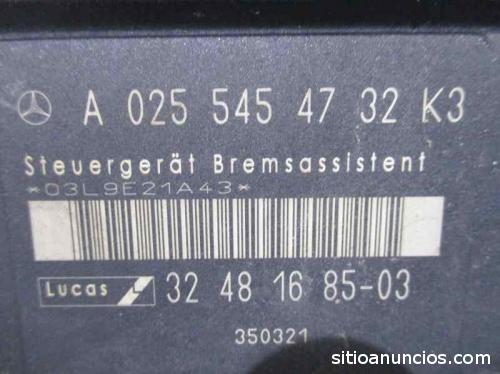 A 025 545 47 32 K3
Steuergerät Bremsassistent
*03L9E21A43*
Lucas 32 48 16 85-03
350321
sitioanuncios.com